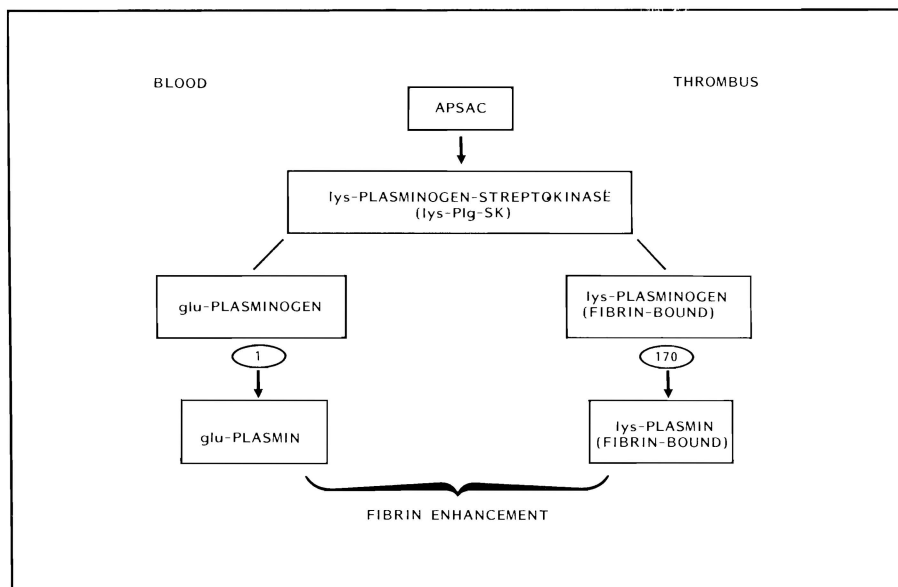 BLOOD
THROMBUS
APSAC
lys-PLASMINOGEN-STREPTOKINASE
(lys-Plg-SK)
glu-PLASMINOGEN
lys-PLASMINOGEN
(FIBRIN-BOUND)
1
170
glu-PLASMIN
lys-PLASMIN
(FIBRIN-BOUND)
FIBRIN ENHANCEMENT